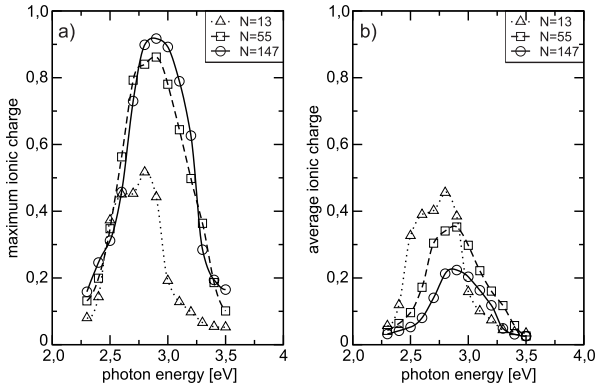 a)
N=13
N=55
N=147
maximum ionic charge
1,0
0,8
0,6
0,4
0,2
0
2,0 2,5 3,0 3,5 4
photon energy [eV]
b)
N=13
N=55
N=147
average ionic charge
1,0
0,8
0,6
0,4
0,2
0
2,0 2,5 3,0 3,5 4,0
photon energy [eV]